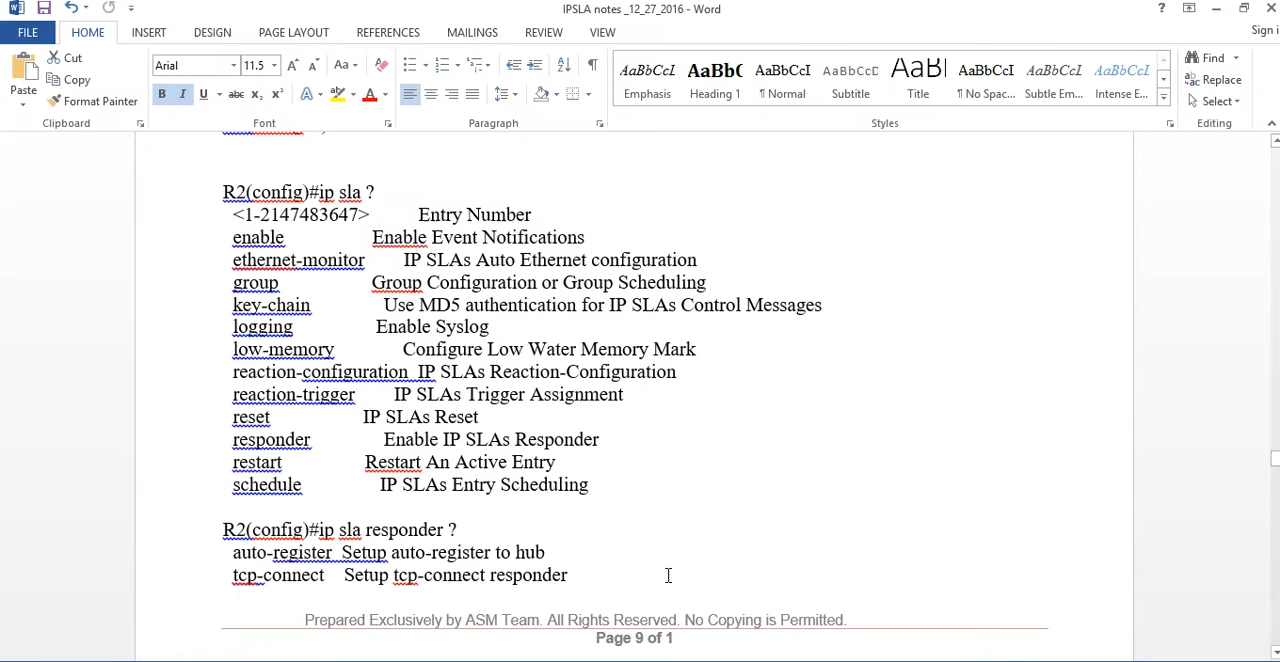 IPSLA notes _12_27_2016 - Word
?
Sign i
FILE HOME INSERT DESIGN PAGE LAYOUT REFERENCES MAILINGS REVIEW VIEW
Paste
Cut
Copy
Format Painter
Clipboard
Arial 11.5
B I U abc
Font
Paragraph
AaBbCcI AaBb( AaBbCcI AaBbCcD AaBl AaBbCcI AaBbCcI AaBbCcI
Emphasis Heading 1 ¶ Normal Subtitle Title ¶ No Spac... Subtle Em... Intense E...
Styles
Find
Replace
Select
Editing
R2(config)#ip sla ?
<1-2147483647> Entry Number
enable Enable Event Notifications
ethernet-monitor IP SLAs Auto Ethernet configuration
group Group Configuration or Group Scheduling
key-chain Use MD5 authentication for IP SLAs Control Messages
logging Enable Syslog
low-memory Configure Low Water Memory Mark
reaction-configuration IP SLAs Reaction-Configuration
reaction-trigger IP SLAs Trigger Assignment
reset IP SLAs Reset
responder Enable IP SLAs Responder
restart Restart An Active Entry
schedule IP SLAs Entry Scheduling
R2(config)#ip sla responder ?
auto-register Setup auto-register to hub
tcp-connect Setup tcp-connect responder
Prepared Exclusively by ASM Team. All Rights Reserved. No Copying is Permitted.
Page 9 of 1